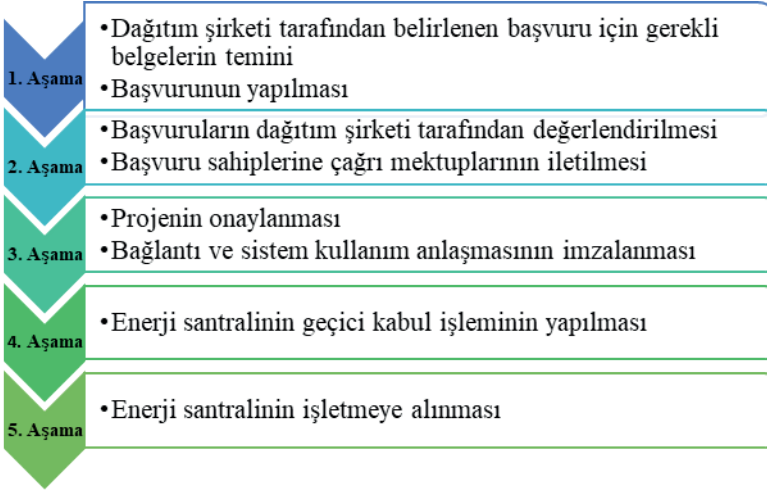 1. Aşama
•Dağıtım şirketi tarafından belirlenen başvuru için gerekli
belgelerin temini
•Başvurunun yapılması
2. Aşama
•Başvuruların dağıtım şirketi tarafından değerlendirilmesi
•Başvuru sahiplerine çağrı mektuplarının iletilmesi
3. Aşama
•Projenin onaylanması
•Bağlantı ve sistem kullanım anlaşmasının imzalanması
4. Aşama
•Enerji santralinin geçici kabul işleminin yapılması
5. Aşama
•Enerji santralinin işletmeye alınması